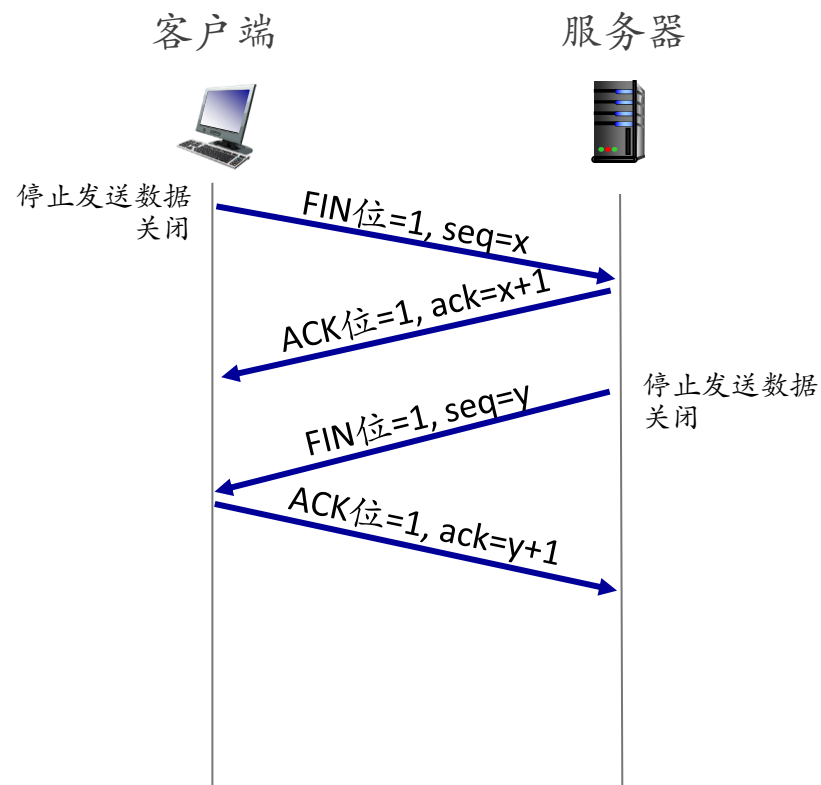 客户端
服务器
停止发送数据
关闭
FIN位=1, seq=x
ACK位=1, ack=x+1
停止发送数据
关闭
FIN位=1, seq=y
ACK位=1, ack=y+1